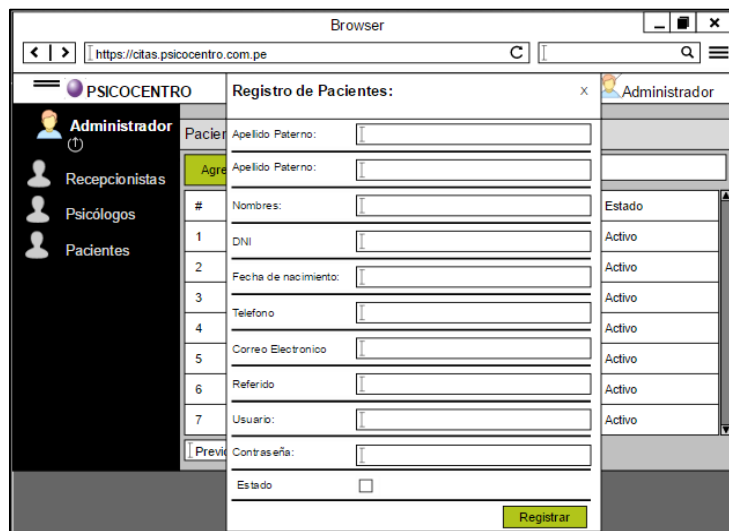 Browser
https://citas.psicocentro.com.pe
PSICOCENTRO
Administrador
Administrador
Recepcionistas
Psicólogos
Pacientes
Pacien
Agre
#
1
2
3
4
5
6
7
Previo
Registro de Pacientes:
x
Apellido Paterno:
Apellido Paterno:
Nombres:
DNI
Fecha de nacimiento:
Telefono
Correo Electronico
Referido
Usuario:
Contraseña:
Estado
Registrar
Estado
Activo
Activo
Activo
Activo
Activo
Activo
Activo